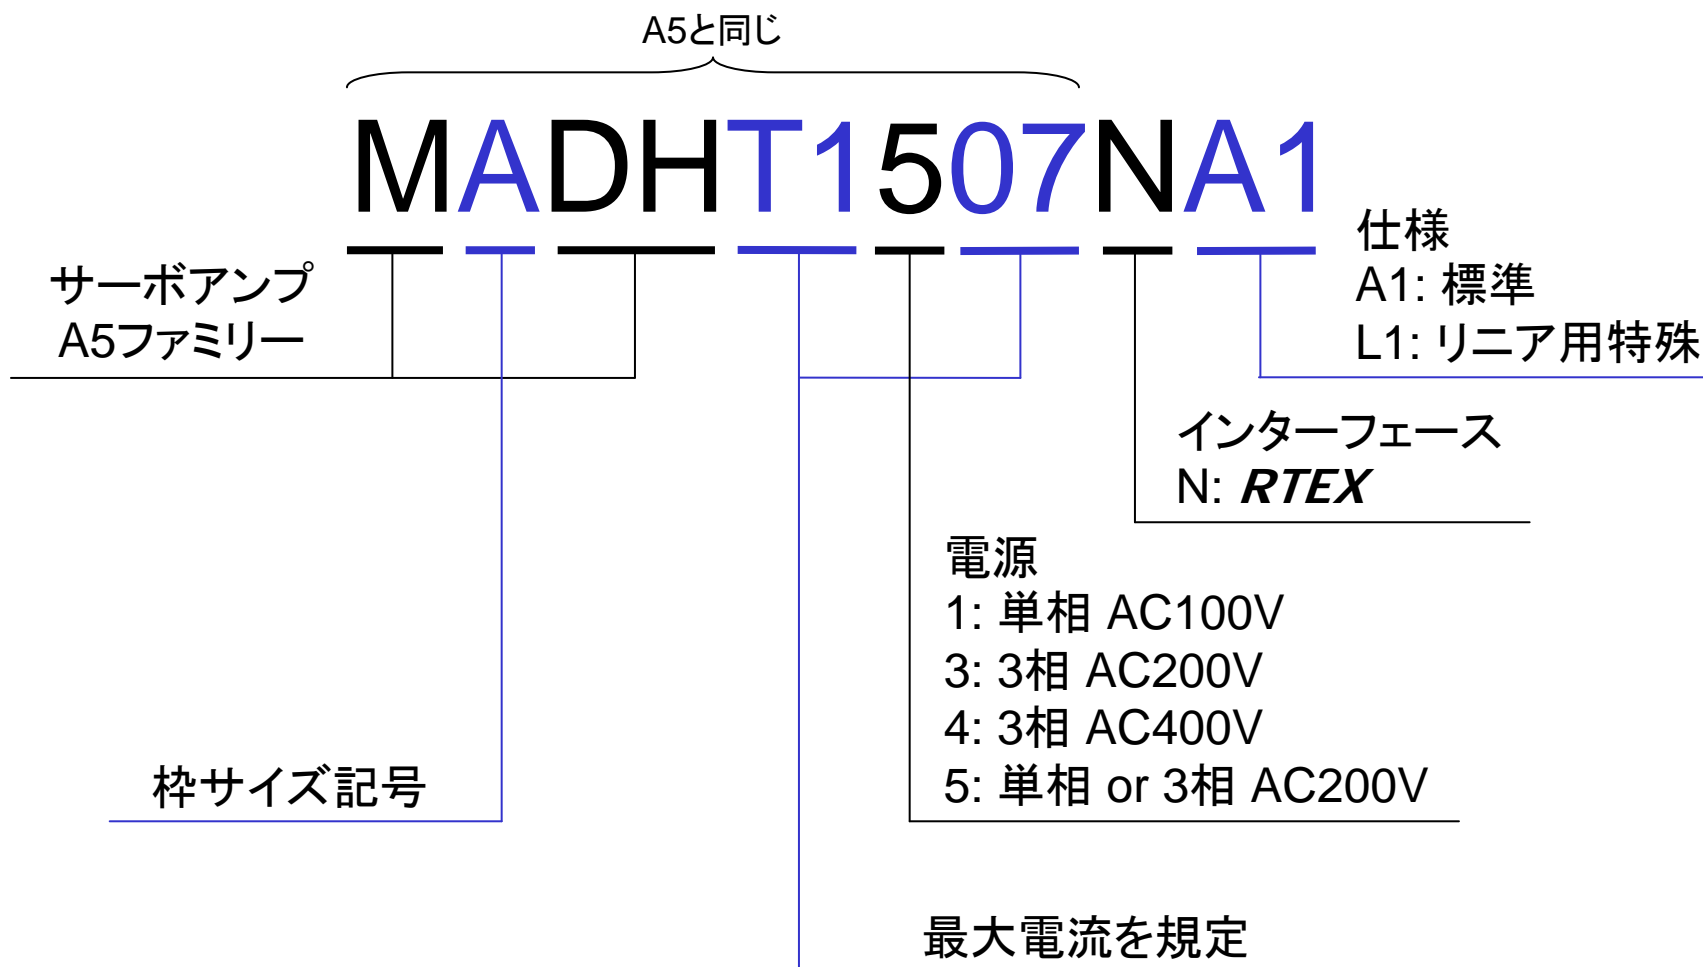 A5と同じ
MADHT1507NA1
サーボアンプ
A5ファミリー
仕様
A1: 標準
L1: リニア用特殊
インターフェース
N: RTEX
電源
1: 単相 AC100V
3: 3相 AC200V
4: 3相 AC400V
5: 単相 or 3相 AC200V
枠サイズ記号
最大電流を規定